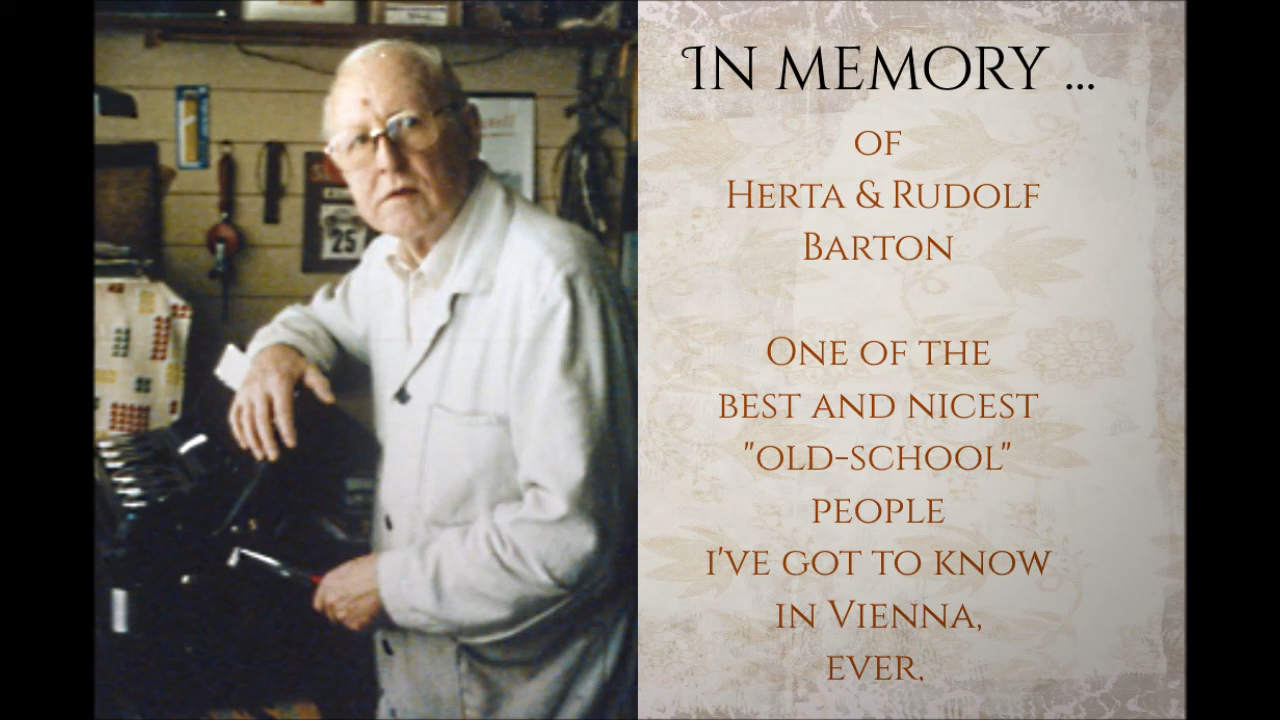 In memory ...
of
Herta & Rudolf
Barton
One of the
best and nicest
"old-school"
people
I've got to know
in Vienna,
ever.
25